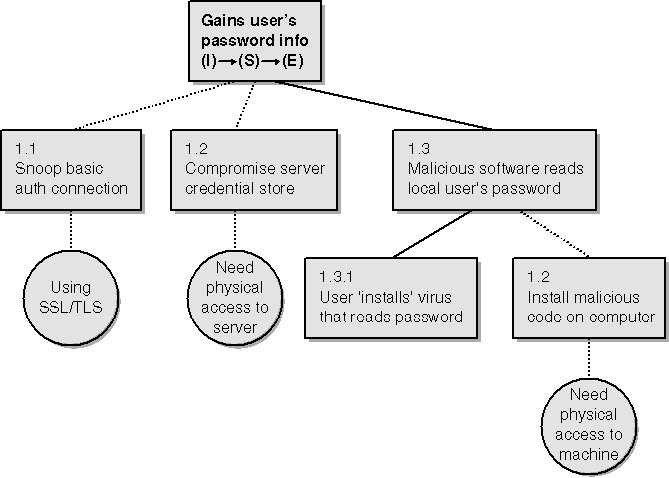 Gains user's
password info
(I)→(S)→(E)
1.1
Snoop basic
auth connection
1.2
Compromise server
credential store
1.3
Malicious software reads
local user's password
Using
SSL/TLS
Need
physical
access to
server
1.3.1
User 'installs' virus
that reads password
1.2
Install malicious
code on computer
Need
physical
access to
machine